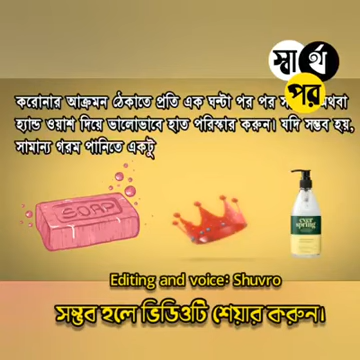 স্বার্থ
পর
করোনার আক্রমন ঠেকাতে প্রতি এক ঘন্টা পর পর
হ্যান্ড ওয়াশ দিয়ে ভালোভাবে হাত পরিষ্কার করুন। যদি সম্ভব হয়,
সামান্য গরম পানিতে একটু
SOAP
ever
spring
Editing and voice: Shuvro
সম্ভব হলে ভিডিওটি শেয়ার করুন।